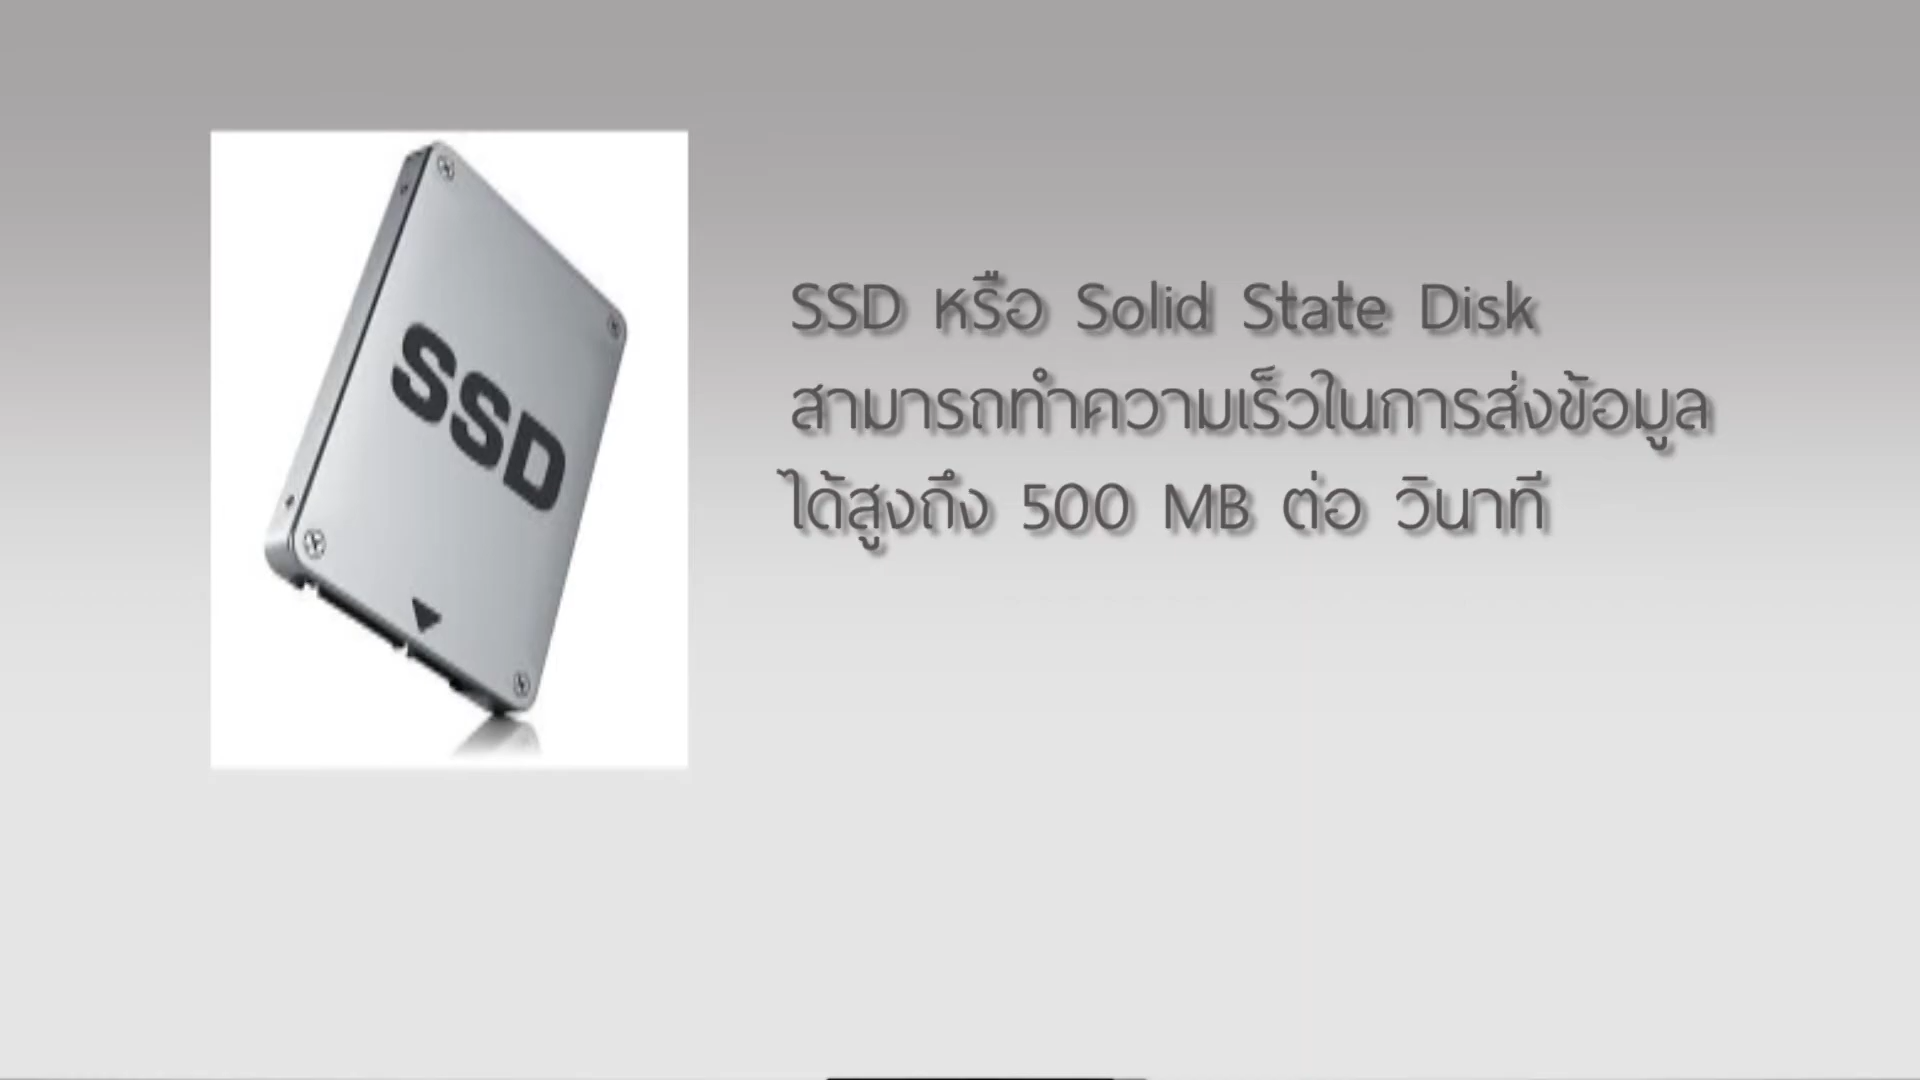 SSD
SSD หรือ Solid State Disk
สามารถทำความเร็วในการส่งข้อมูล
ได้สูงถึง 500 MB ต่อ วินาที